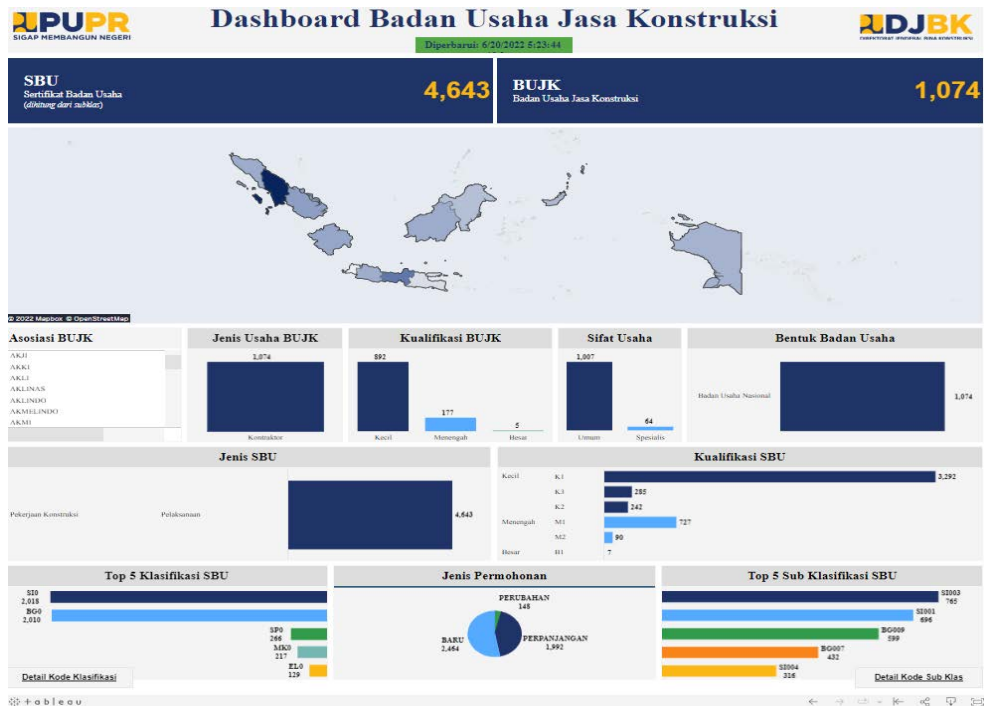 PUPR
SIGAP MEMBANGUN NEGERI
Dashboard Badan Usaha Jasa Konstruksi
Diperbarui: 6/20/2022 5:23:44
DJBK
DIREKTORAT JENDERAL BINA KONSTRUKSI
SBU
Sertifikat Badan Usaha
(dihitung dari subklas)
4,643
BUJK
Badan Usaha Jasa Konstruksi
1,074
© 2022 Mapbox © OpenStreetMap
Asosiasi BUJK
AKJI
AKKI
AKLI
AKLINAS
AKLINDO
AKMELINDO
AKMI
Jenis Usaha BUJK
1,074
Kontraktor
Kualifikasi BUJK
892
177
5
Kecil Menengah Besar
Sifat Usaha
1,007
64
Umum Spesialis
Bentuk Badan Usaha
Badan Usaha Nasional 1,074
Jenis SBU
Pekerjaan Konstruksi Pelaksanaan 4,643
Kualifikasi SBU
Kecil K1 3,292
K3 285
K2 242
Menengah M1 727
M2 90
Besar B1 7
Top 5 Klasifikasi SBU
SI0
2,015
BG0
2,010
SP0
266
MK0
217
EL0
129
Detail Kode Klasifikasi
Jenis Permohonan
PERUBAHAN
148
BARU
2,464
PERPANJANGAN
1,992
Top 5 Sub Klasifikasi SBU
SI003
765
SI001
696
BG009
599
BG007
432
SI004
316
Detail Kode Sub Klas
+ a b l e a u